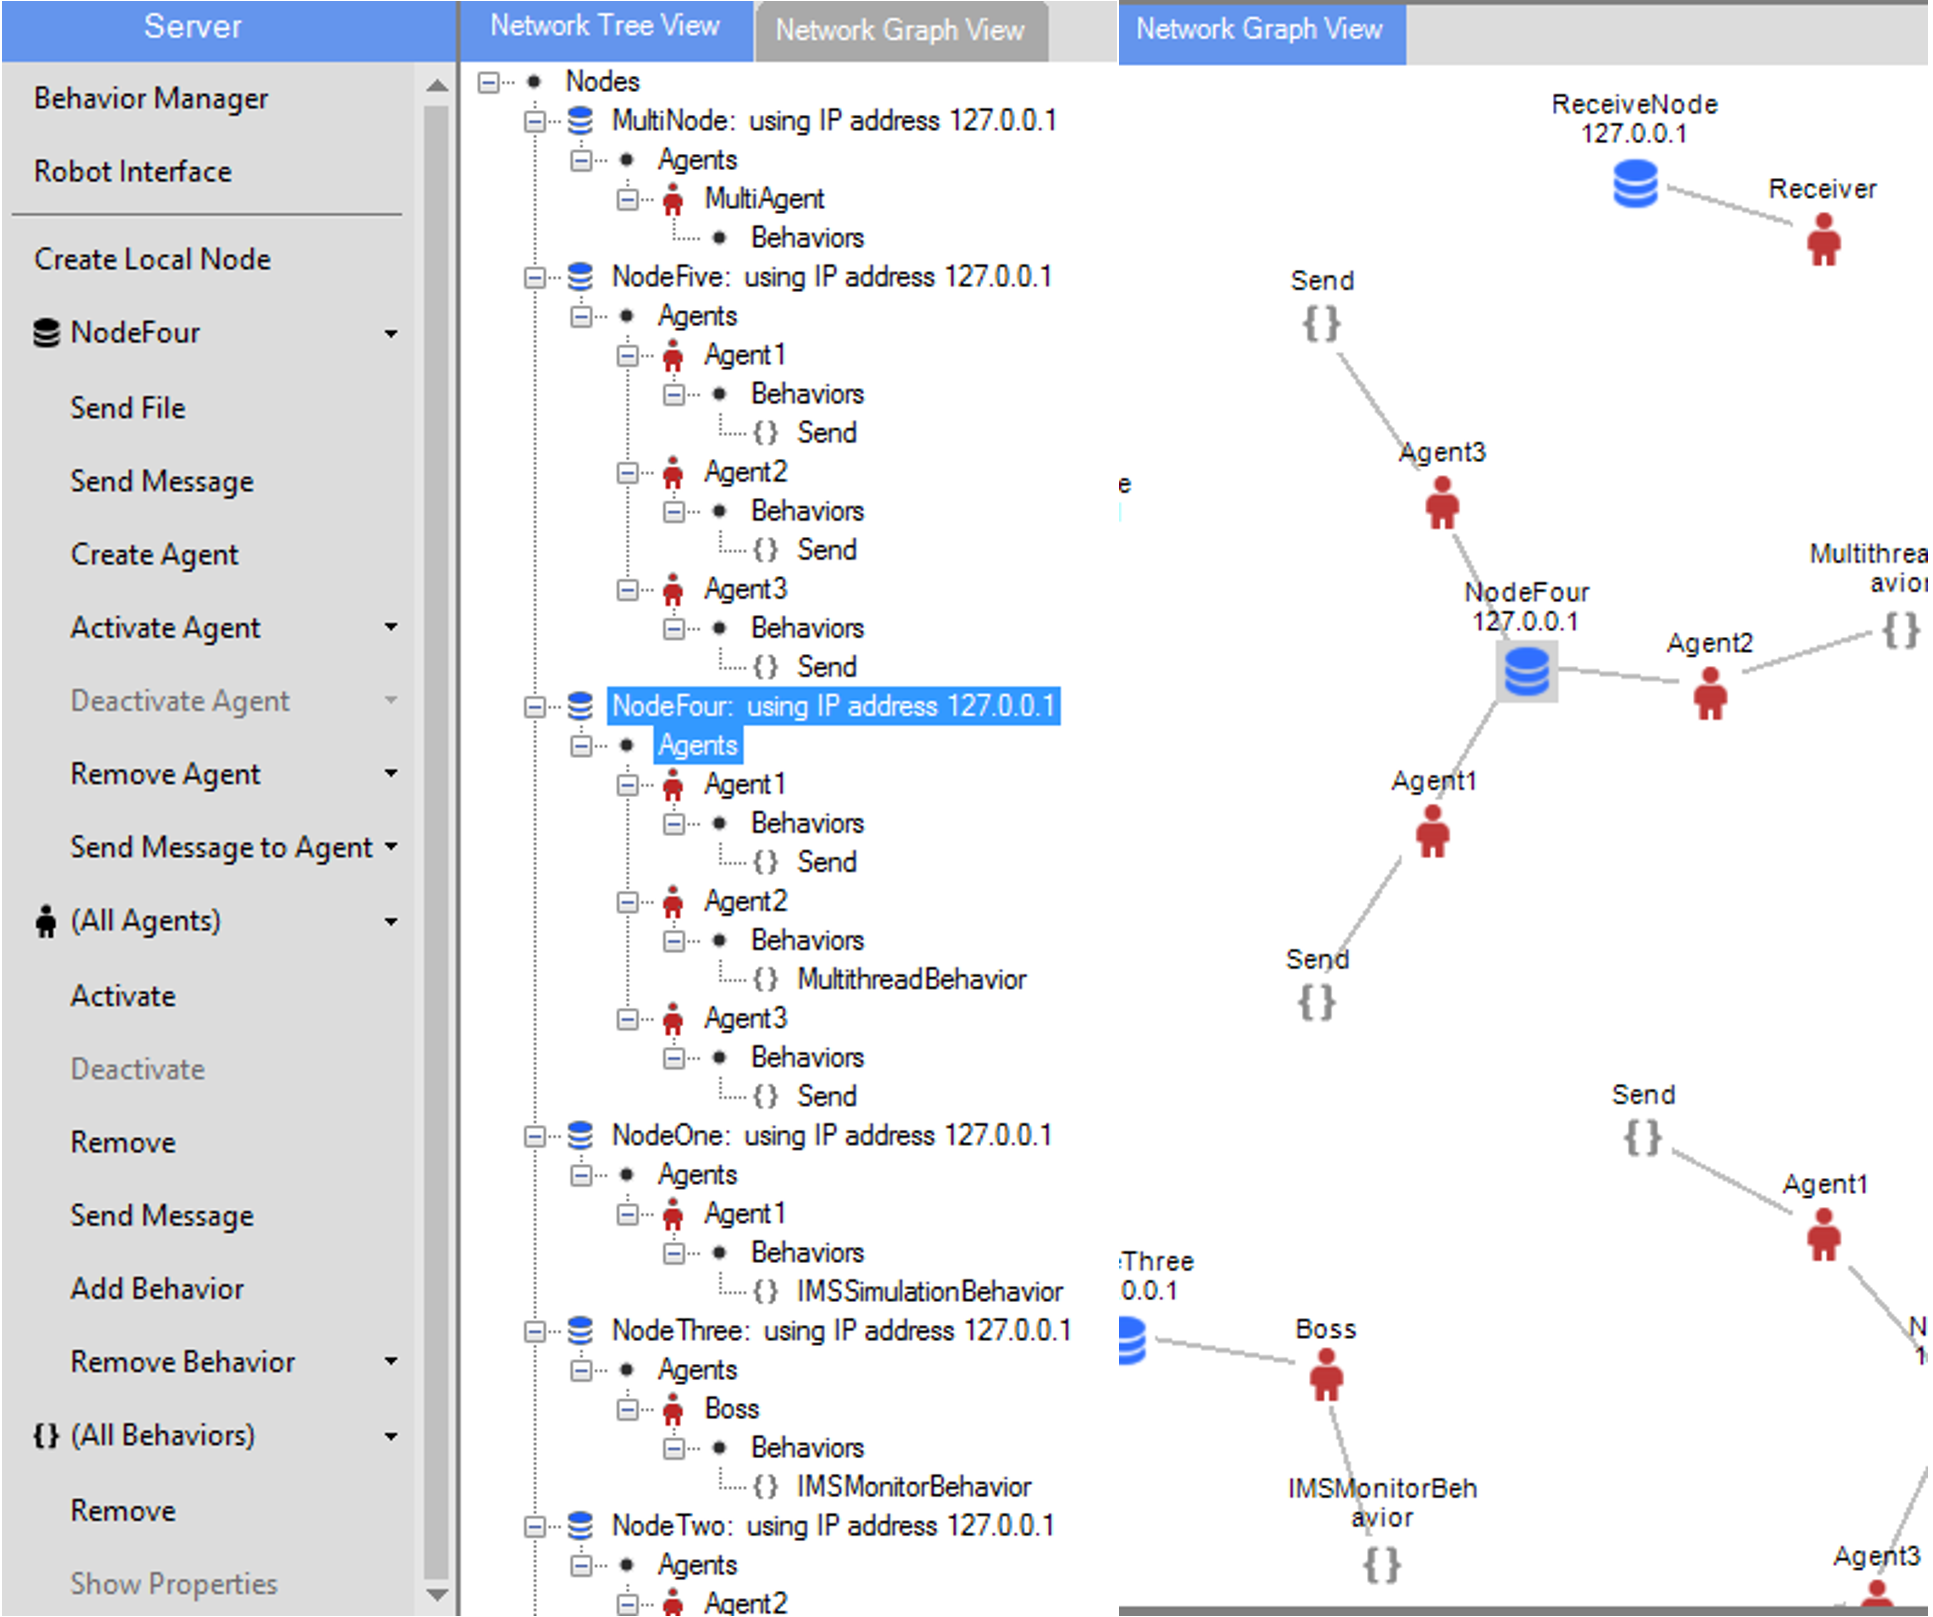 Server
Behavior Manager
Robot Interface
Create Local Node
NodeFour
Send File
Send Message
Create Agent
Activate Agent
Deactivate Agent
Remove Agent
Send Message to Agent
(All Agents)
Activate
Deactivate
Remove
Send Message
Add Behavior
Remove Behavior
{} (All Behaviors)
Remove
Show Properties
Network Tree View
Network Graph View
Nodes
MultiNode: using IP address 127.0.0.1
Agents
MultiAgent
Behaviors
NodeFive: using IP address 127.0.0.1
Agents
Agent1
Behaviors
{} Send
Agent2
Behaviors
{} Send
Agent3
Behaviors
{} Send
NodeFour: using IP address 127.0.0.1
Agents
Agent1
Behaviors
{} Send
Agent2
Behaviors
{} MultithreadBehavior
Agent3
Behaviors
{} Send
NodeOne: using IP address 127.0.0.1
Agents
Agent1
Behaviors
{} IMSSimulationBehavior
NodeThree: using IP address 127.0.0.1
Agents
Boss
Behaviors
{} IMSMonitorBehavior
NodeTwo: using IP address 127.0.0.1
Agents
Agent2
Network Graph View
ReceiveNode
127.0.0.1
Receiver
Send
{}
Agent3
e
Multithrea
avior
{}
NodeFour
127.0.0.1
Agent2
Agent1
Send
{}
Send
{}
Agent1
Three
0.0.1
Boss
N
1
IMSMonitorBeh
avior
{}
Agent3